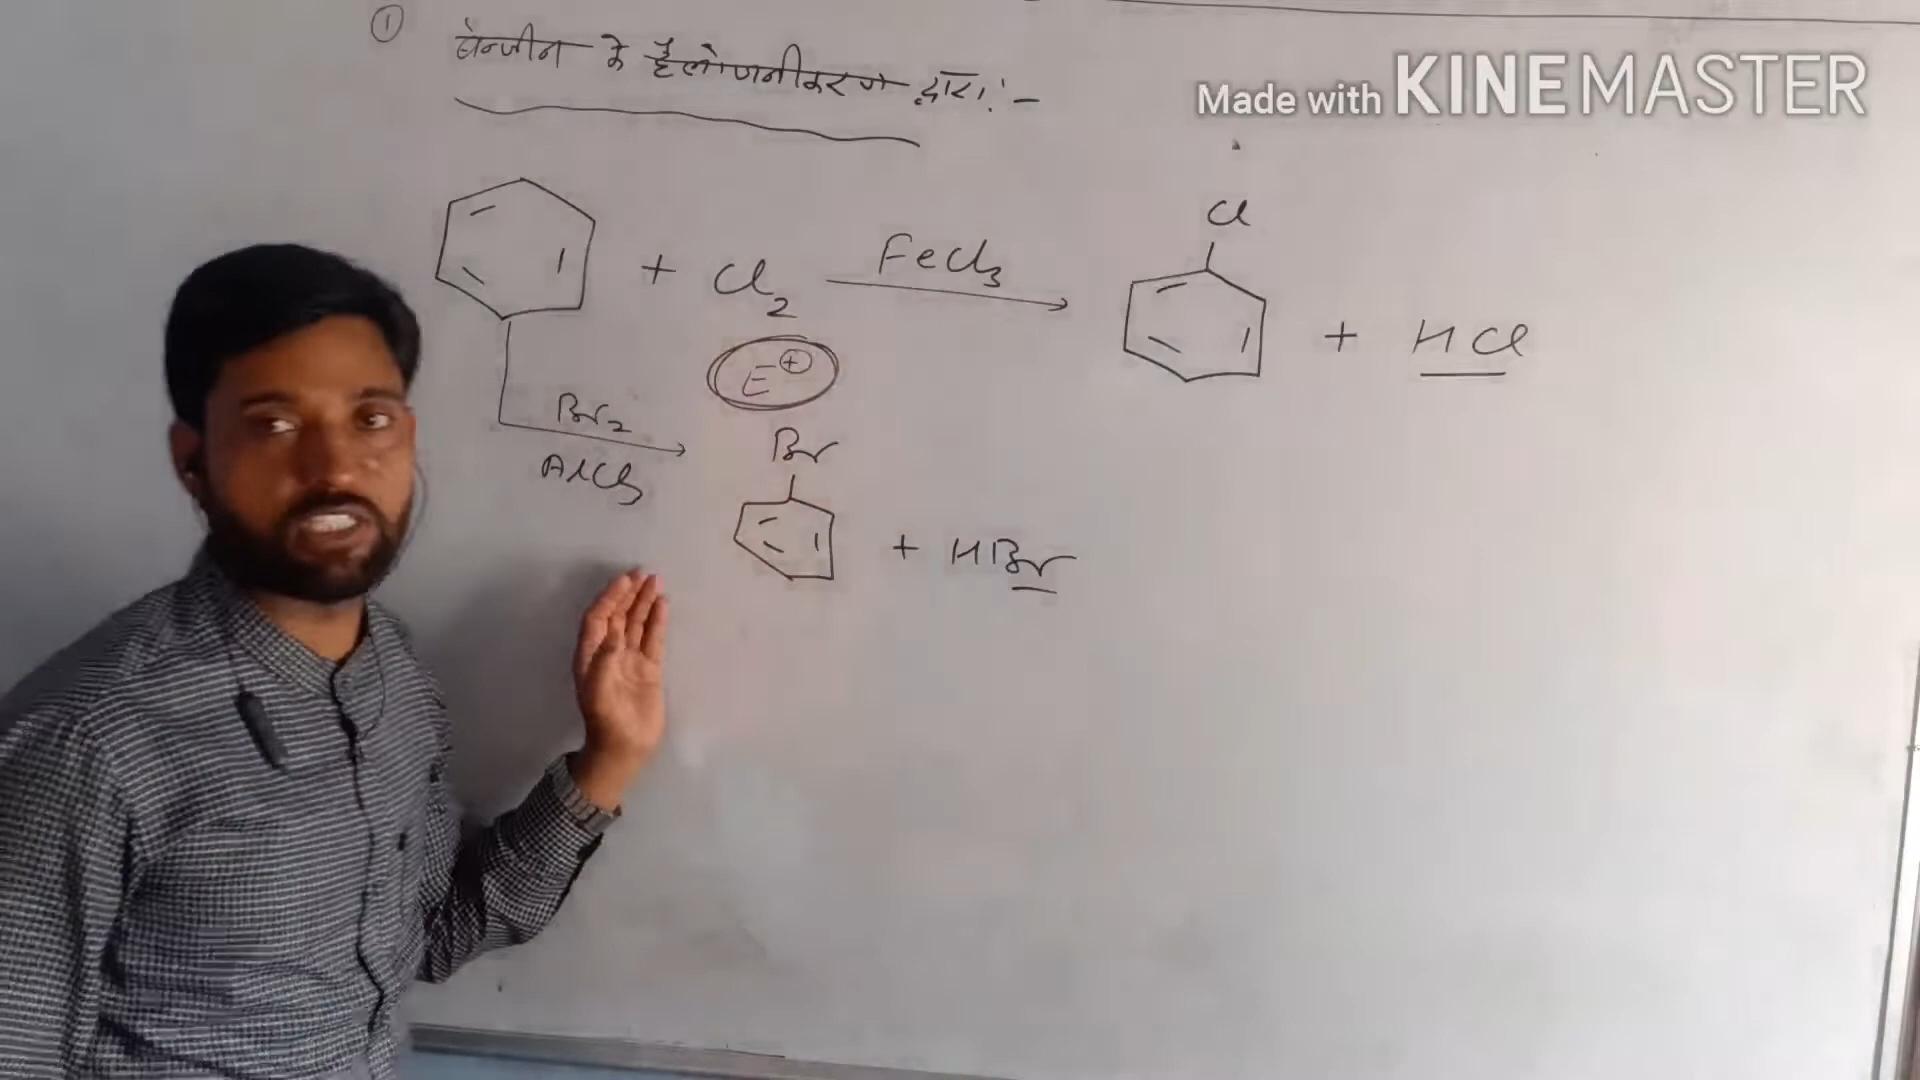 ① बेन्जीन के हैलोजनीकरण द्वारा :-
Made with KINEMASTER
+ Cl₂ FeCl₃ Cl + HCl
E⊕
Br₂
AlCl₃
Br
+ HBr